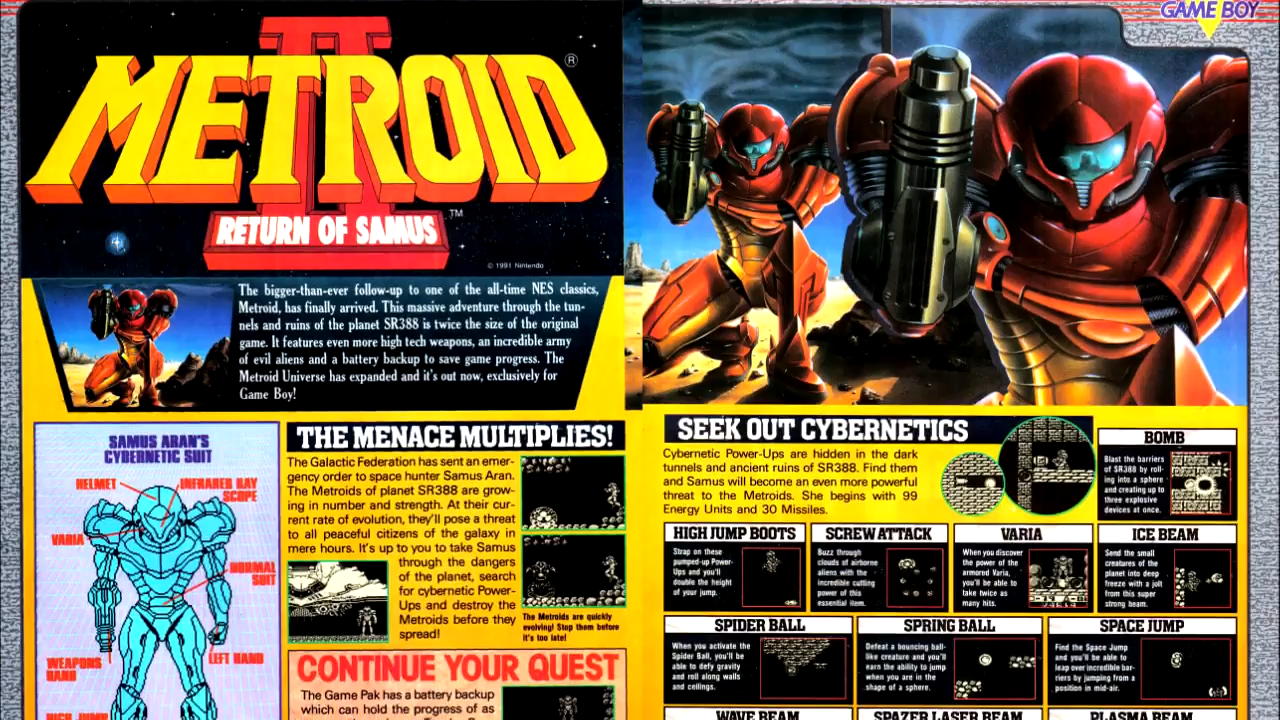 GAME BOY
METROID II
®
RETURN OF SAMUS
TM
© 1991 Nintendo
The bigger-than-ever follow-up to one of the all-time NES classics,
Metroid, has finally arrived. This massive adventure through the tun-
nels and ruins of the planet SR388 is twice the size of the original
game. It features even more high tech weapons, an incredible army
of evil aliens and a battery backup to save game progress. The
Metroid Universe has expanded and it's out now, exclusively for
Game Boy!
SAMUS ARAN'S
CYBERNETIC SUIT
HELMET
INFRARED RAY
SCOPE
VARIA
NORMAL
SUIT
WEAPONS
HAND
LEFT HAND
HIGH JUMP
THE MENACE MULTIPLIES!
The Galactic Federation has sent an emer-
gency order to space hunter Samus Aran.
The Metroids of planet SR388 are grow-
ing in number and strength. At their cur-
rent rate of evolution, they'll pose a threat
to all peaceful citizens of the galaxy in
mere hours. It's up to you to take Samus
through the dangers
of the planet, search
for cybernetic Power-
Ups and destroy the
Metroids before they
spread!
The Metroids are quickly
evolving! Stop them before
it's too late!
CONTINUE YOUR QUEST
The Game Pak has a battery backup
which can hold the progress of as
SEEK OUT CYBERNETICS
Cybernetic Power-Ups are hidden in the dark
tunnels and ancient ruins of SR388. Find them
and Samus will become an even more powerful
threat to the Metroids. She begins with 99
Energy Units and 30 Missiles.
BOMB
Blast the barriers
of SR388 by roll-
ing into a sphere
and creating up to
three explosive
devices at once.
HIGH JUMP BOOTS
Strap on these
pumped-up Power-
Ups and you'll
double the height
of your jump.
SCREW ATTACK
Buzz through
clouds of airborne
aliens with the
incredible cutting
power of this
essential item.
VARIA
When you discover
the power of the
armored Varia,
you'll be able to
take twice as
many hits.
ICE BEAM
Send the small
creatures of the
planet into deep
freeze with a jolt
from this super
strong beam.
SPIDER BALL
When you activate the
Spider Ball, you'll be
able to defy gravity
and roll along walls
and ceilings.
SPRING BALL
Defeat a bouncing ball-
like creature and you'll
earn the ability to jump
when you are in the
shape of a sphere.
SPACE JUMP
Find the Space Jump
and you'll be able to
leap over incredible bar-
riers by jumping from a
position in mid-air.
WAVE BEAM
SPAZER LASER BEAM
PLASMA BEAM